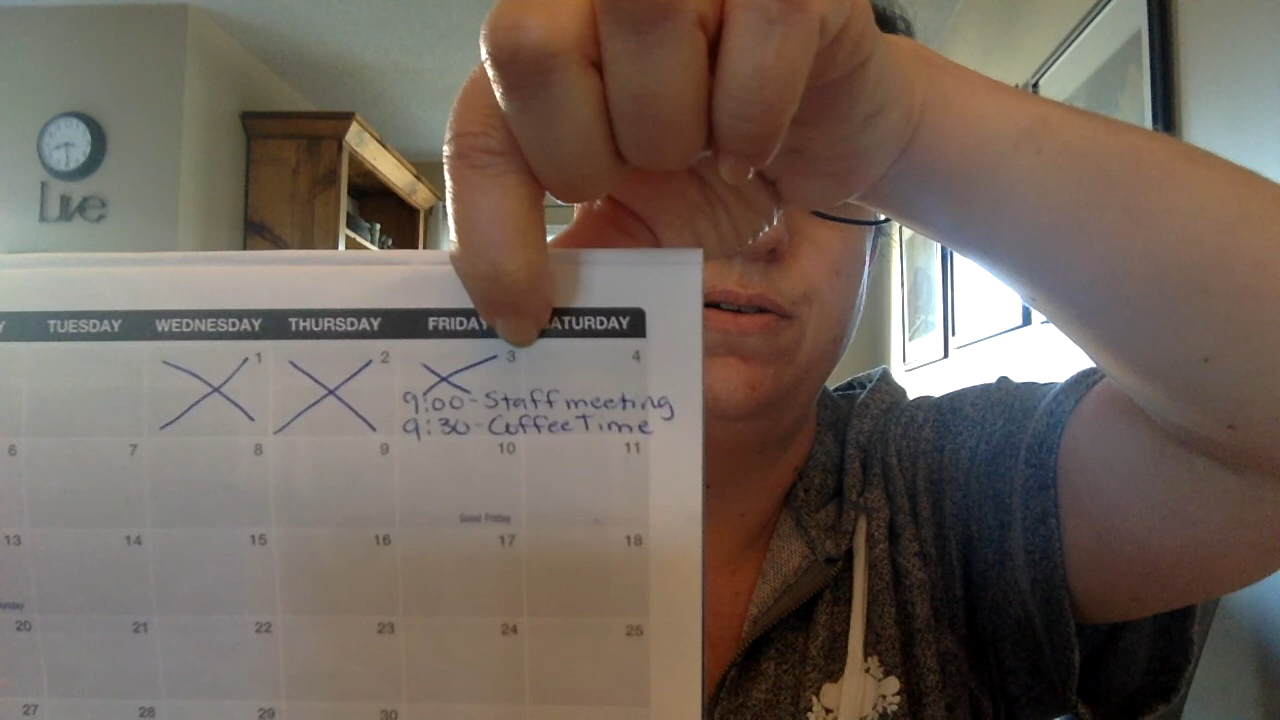 Live
Y TUESDAY WEDNESDAY THURSDAY FRIDAY SATURDAY
1 2 3 4
9:00-Staff meeting
9:30-Coffee Time
6 7 8 9 10 11
Good Friday
13 14 15 16 17 18
onday
20 21 22 23 24 25
27 28 29 30